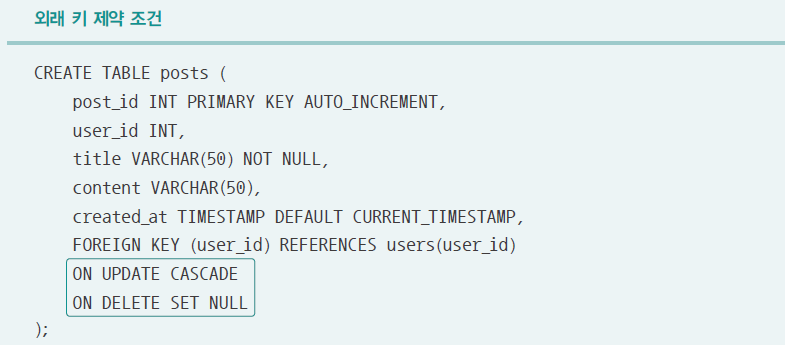 외래 키 제약 조건
CREATE TABLE posts (
post_id INT PRIMARY KEY AUTO_INCREMENT,
user_id INT,
title VARCHAR(50) NOT NULL,
content VARCHAR(50),
created_at TIMESTAMP DEFAULT CURRENT_TIMESTAMP,
FOREIGN KEY (user_id) REFERENCES users(user_id)
ON UPDATE CASCADE
ON DELETE SET NULL
);